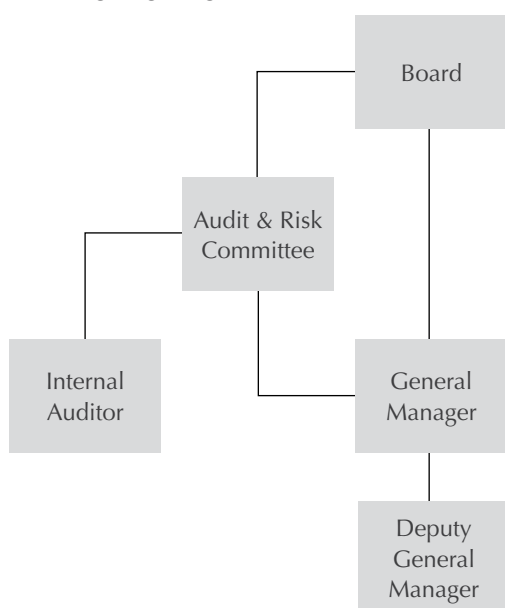 Board
Audit & Risk
Committee
Internal
Auditor
General
Manager
Deputy
General
Manager